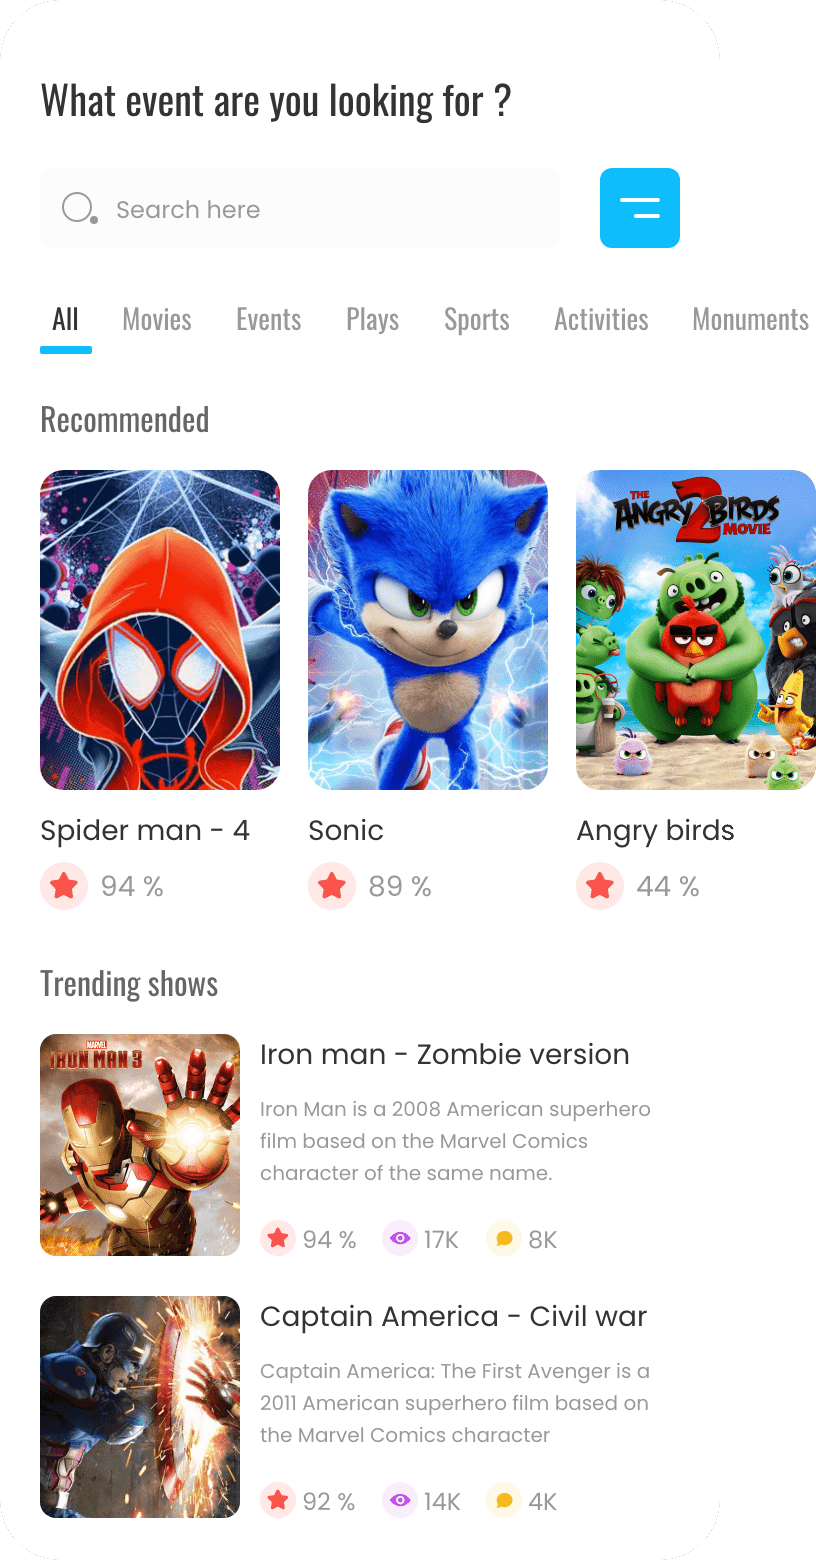 What event are you looking for ?
Search here
All Movies Events Plays Sports Activities Monuments
Recommended
THE
ANGRY 2 BIRDS
MOVIE
Spider man - 4 Sonic Angry birds
94 % 89 % 44 %
Trending shows
MARVEL
IRON MAN 3
Iron man - Zombie version
Iron Man is a 2008 American superhero
film based on the Marvel Comics
character of the same name.
94 % 17K 8K
Captain America - Civil war
Captain America: The First Avenger is a
2011 American superhero film based on
the Marvel Comics character
92 % 14K 4K